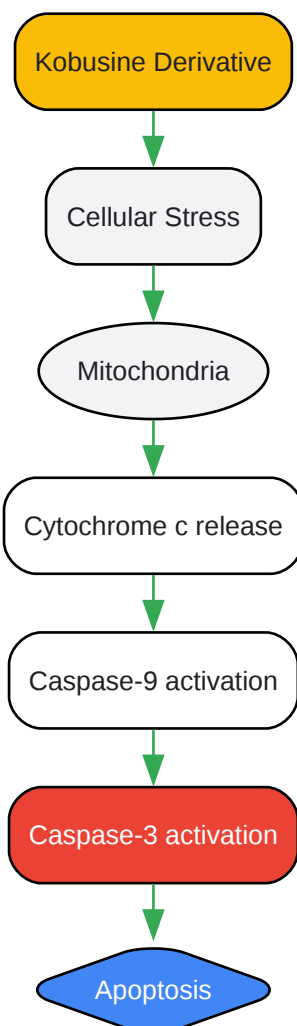 Kobusine Derivative
Cellular Stress
Mitochondria
Cytochrome c release
Caspase-9 activation
Caspase-3 activation
Apoptosis